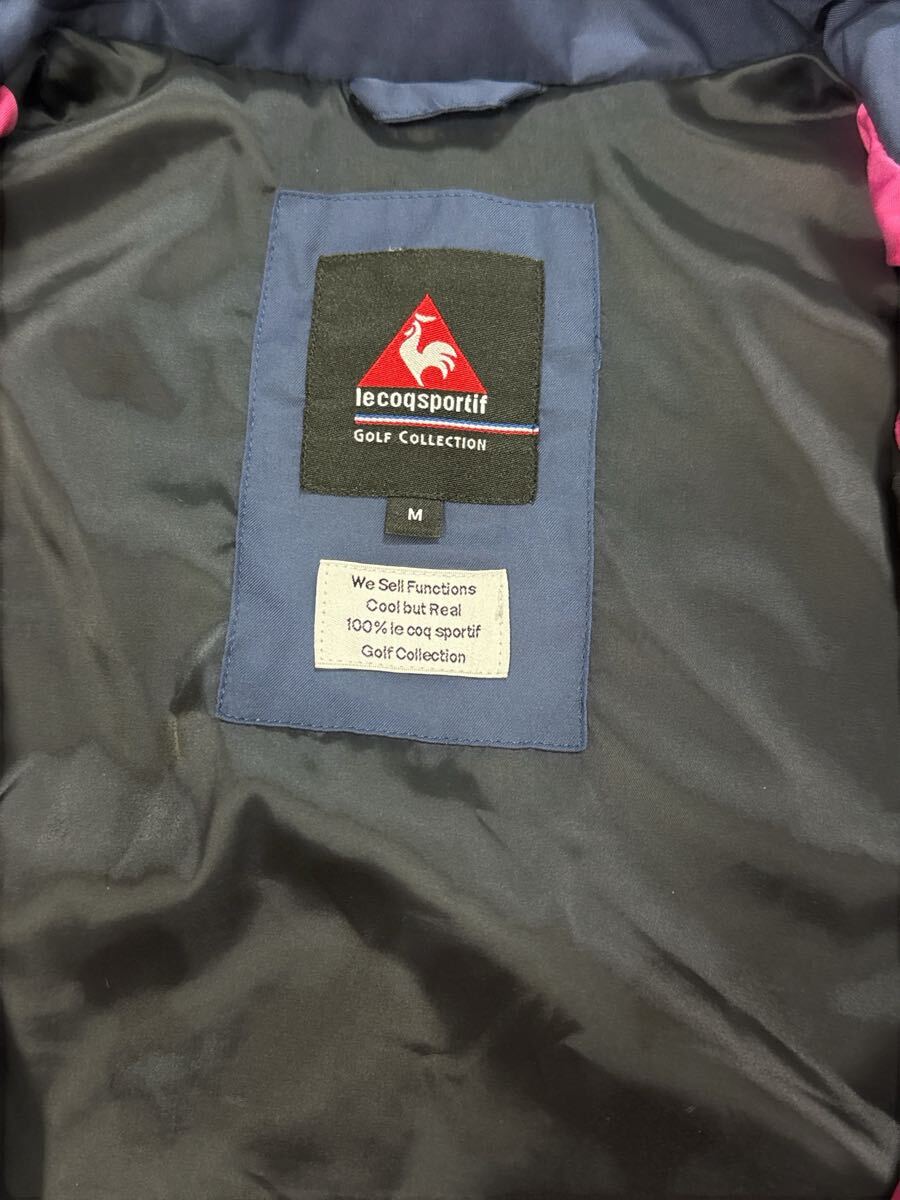 lecoqsportif
GOLF COLLECTION
M
We Sell Functions
Cool but Real
100% le coq sportif
Golf Collection